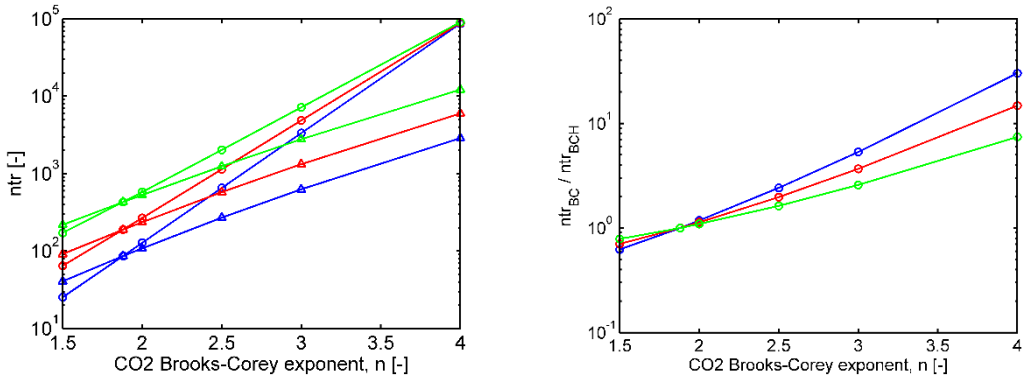 10^5
10^4
10^3
10^2
10^1
ntr [-]
1.5 2 2.5 3 3.5 4
CO2 Brooks-Corey exponent, n [-]
10^2
10^1
10^0
10^-1
ntr_BC / ntr_BCH
1.5 2 2.5 3 3.5 4
CO2 Brooks-Corey exponent, n [-]